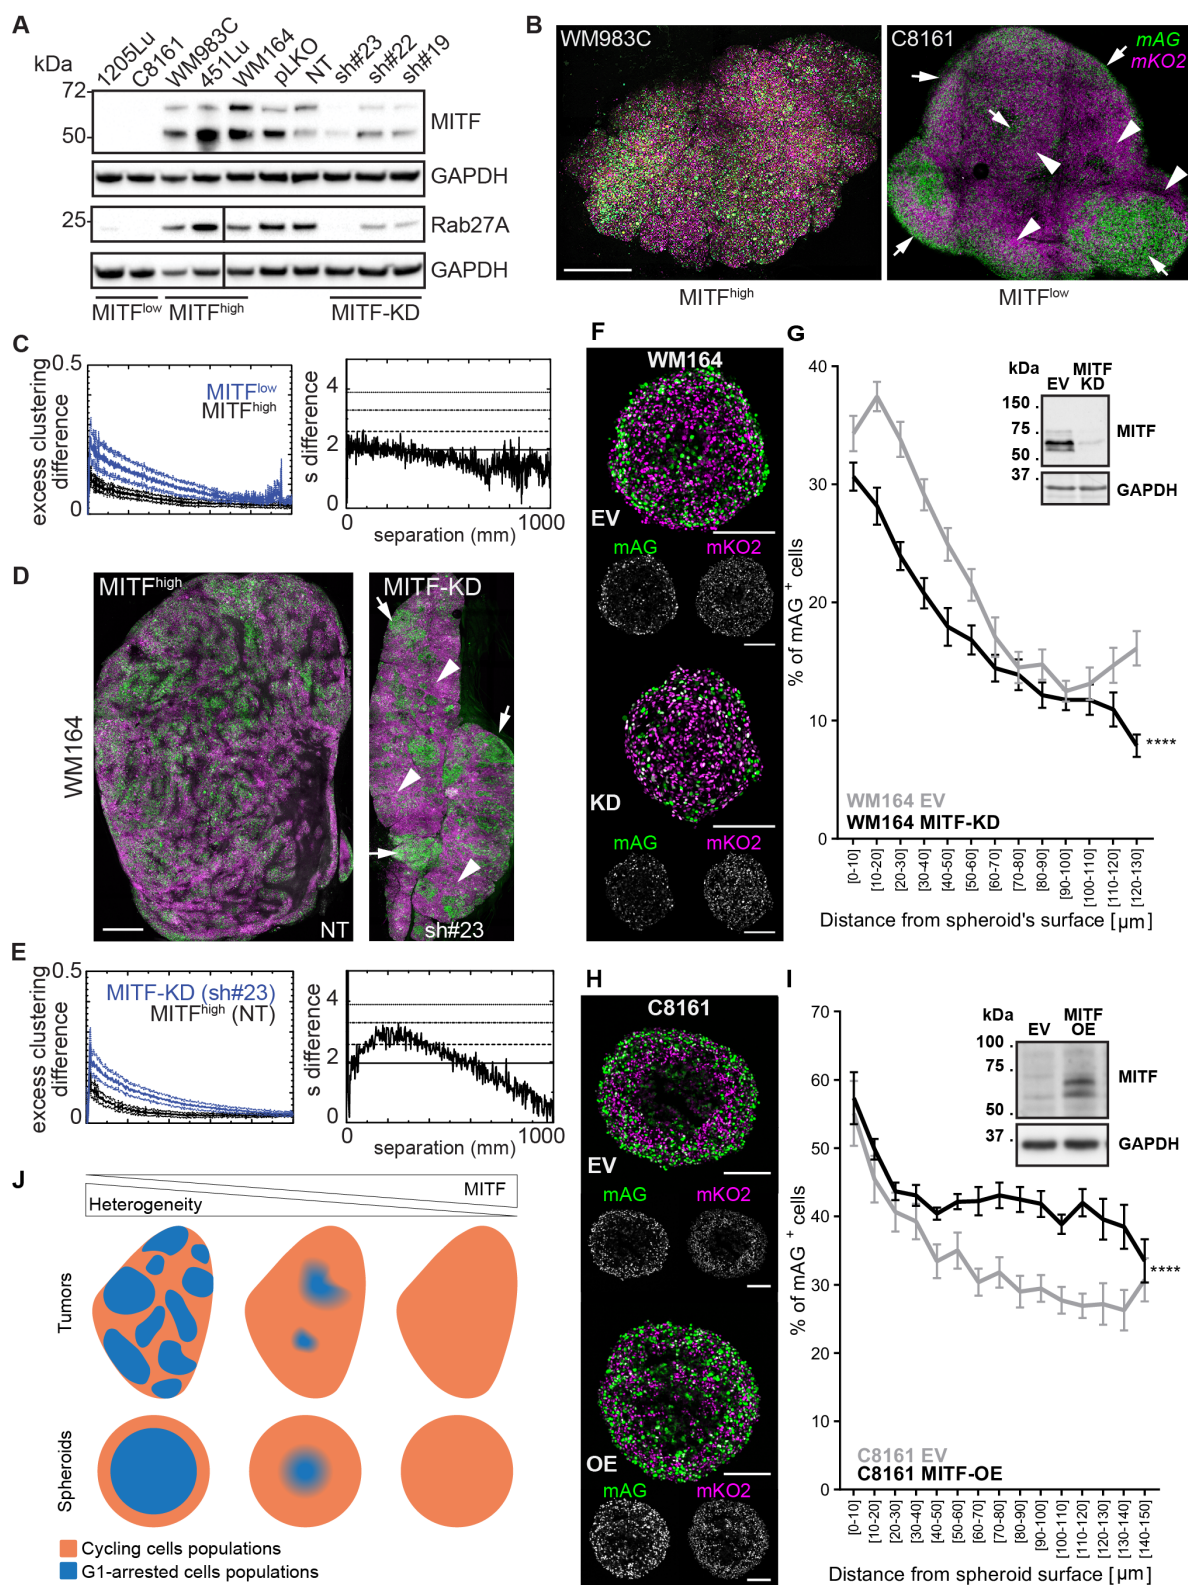 A
kDa
1205Lu
C8161
WM983C
451Lu
WM164
pLKO
NT
sh#23
sh#22
sh#19
72
50
MITF
GAPDH
25
Rab27A
GAPDH
MITFlow
MITFhigh
MITF-KD
B
WM983C
C8161
mAG
mKO2
MITFhigh
MITFlow
C
0.5
0
excess clustering
difference
MITFlow
MITFhigh
4
2
0
s difference
0
1000
separation (mm)
D
WM164
MITFhigh
MITF-KD
NT
sh#23
E
0.5
0
excess clustering
difference
MITF-KD (sh#23)
MITFhigh (NT)
4
2
0
s difference
0
1000
separation (mm)
F
WM164
EV
mAG
mKO2
KD
mAG
mKO2
G
40
30
20
10
0
% of mAG + cells
kDa
EV
MITF
KD
150
75
50
37
MITF
GAPDH
****
WM164 EV
WM164 MITF-KD
[0-10]
[10-20]
[20-30]
[30-40]
[40-50]
[50-60]
[60-70]
[70-80]
[80-90]
[90-100]
[100-110]
[110-120]
[120-130]
Distance from spheroid's surface [µm]
H
C8161
EV
mAG
mKO2
OE
mAG
mKO2
I
70
60
50
40
30
20
10
0
% of mAG + cells
kDa
EV
MITF
OE
100
75
50
37
MITF
GAPDH
****
C8161 EV
C8161 MITF-OE
[0-10]
[10-20]
[20-30]
[30-40]
[40-50]
[50-60]
[60-70]
[70-80]
[80-90]
[90-100]
[100-110]
[110-120]
[120-130]
[130-140]
[140-150]
Distance from spheroid surface [µm]
J
MITF
Heterogeneity
Tumors
Spheroids
Cycling cells populations
G1-arrested cells populations